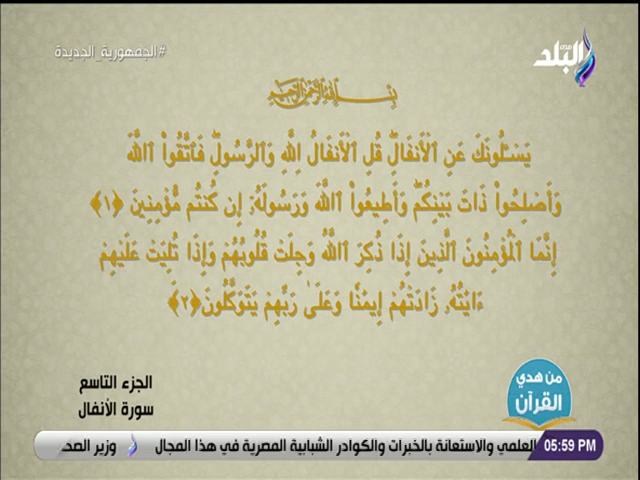 #الجمهورية_الجديدة
صدى البلد
بسم الله الرحمن الرحيم
يَسْـَٔلُونَكَ عَنِ ٱلْأَنفَالِۖ قُلِ ٱلْأَنفَالُ لِلَّهِ وَٱلرَّسُولِۖ فَٱتَّقُوا۟ ٱللَّهَ
وَأَصْلِحُوا۟ ذَاتَ بَيْنِكُمْۖ وَأَطِيعُوا۟ ٱللَّهَ وَرَسُولَهُۥٓ إِن كُنتُم مُّؤْمِنِينَ ﴿١﴾
إِنَّمَا ٱلْمُؤْمِنُونَ ٱلَّذِينَ إِذَا ذُكِرَ ٱللَّهُ وَجِلَتْ قُلُوبُهُمْ وَإِذَا تُلِيَتْ عَلَيْهِمْ
ءَايَٰتُهُۥ زَادَتْهُمْ إِيمَٰنًا وَعَلَىٰ رَبِّهِمْ يَتَوَكَّلُونَ ﴿٢﴾
الجزء التاسع
سورة الأنفال
من هدي
القرآن
05:59 PM
العلمي والاستعانة بالخبرات والكوادر الشبابية المصرية في هذا المجال
وزير الصح